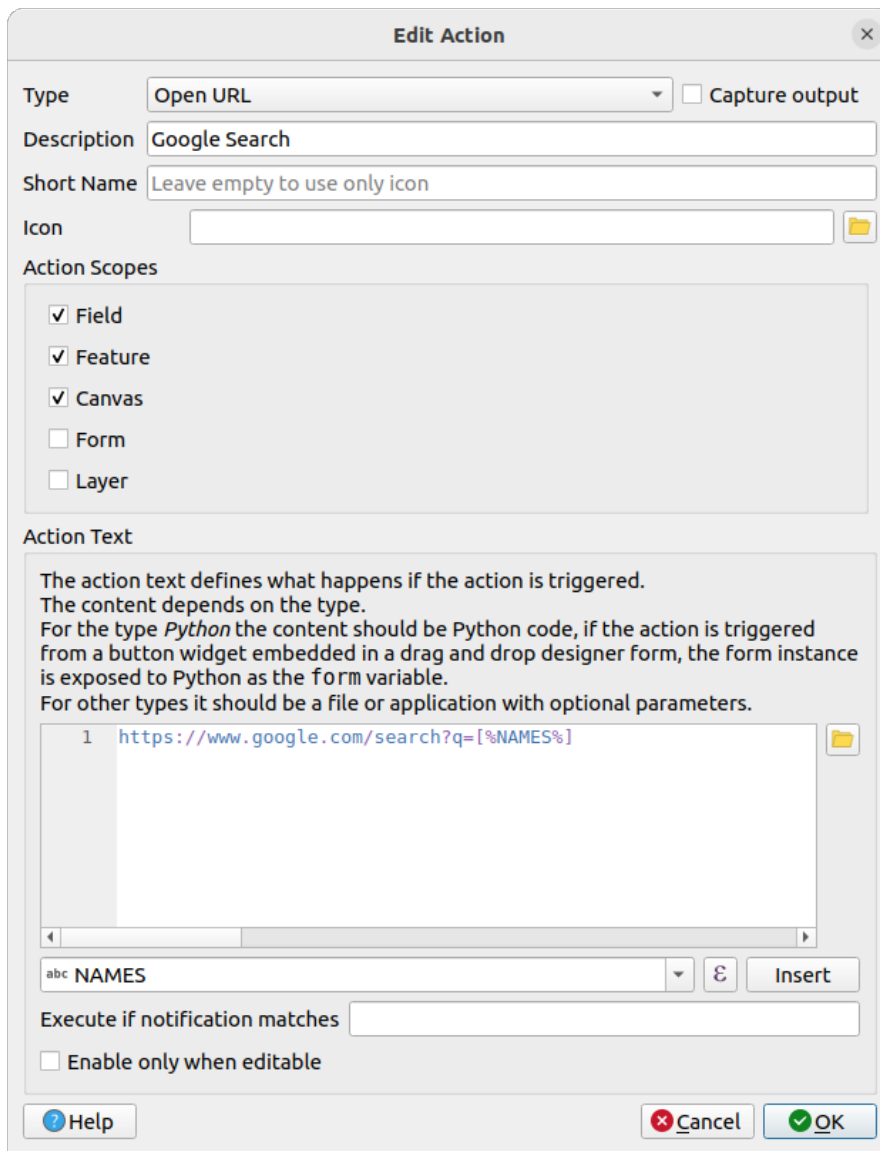 Edit Action
Type Open URL Capture output
Description Google Search
Short Name Leave empty to use only icon
Icon
Action Scopes
Field
Feature
Canvas
Form
Layer
Action Text
The action text defines what happens if the action is triggered.
The content depends on the type.
For the type Python the content should be Python code, if the action is triggered
from a button widget embedded in a drag and drop designer form, the form instance
is exposed to Python as the form variable.
For other types it should be a file or application with optional parameters.
1 https://www.google.com/search?q=[%NAMES%]
abc NAMES ε Insert
Execute if notification matches
Enable only when editable
? Help Cancel OK